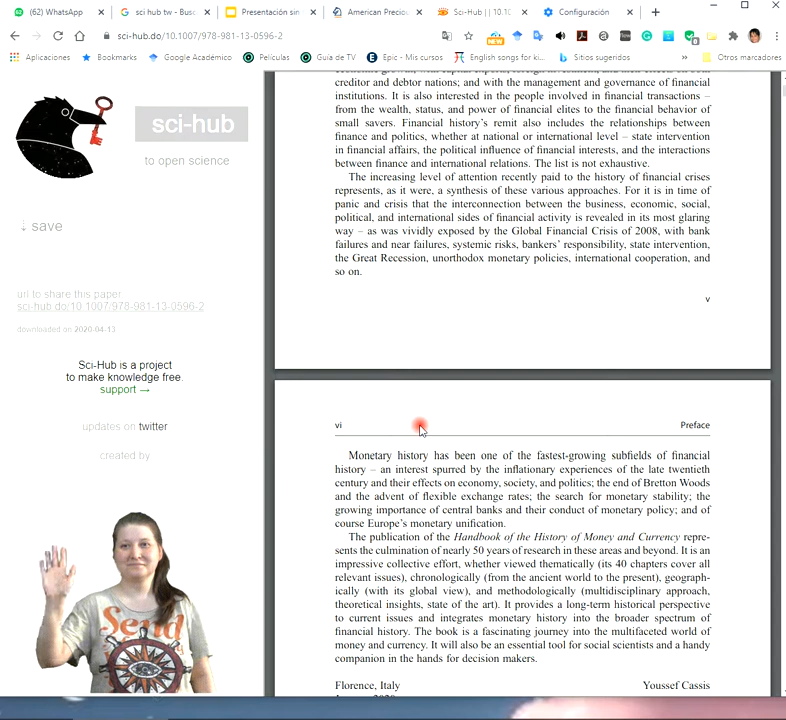 (62) WhatsApp
sci hub tw - Busc
Presentación sin
American Preciou
Sci-Hub | | 10.10
Configuración
sci-hub.do/10.1007/978-981-13-0596-2
Aplicaciones
Bookmarks
Google Académico
Películas
Guía de TV
Epic - Mis cursos
English songs for ki...
Sitios sugeridos
Otros marcadores
creditor and debtor nations; and with the management and governance of financial
institutions. It is also interested in the people involved in financial transactions –
from the wealth, status, and power of financial elites to the financial behavior of
small savers. Financial history's remit also includes the relationships between
finance and politics, whether at national or international level – state intervention
in financial affairs, the political influence of financial interests, and the interactions
between finance and international relations. The list is not exhaustive.
The increasing level of attention recently paid to the history of financial crises
represents, as it were, a synthesis of these various approaches. For it is in time of
panic and crisis that the interconnection between the business, economic, social,
political, and international sides of financial activity is revealed in its most glaring
way – as was vividly exposed by the Global Financial Crisis of 2008, with bank
failures and near failures, systemic risks, bankers' responsibility, state intervention,
the Great Recession, unorthodox monetary policies, international cooperation, and
so on.
v
sci-hub
to open science
↓ save
url to share this paper:
sci-hub.do/10.1007/978-981-13-0596-2
downloaded on 2020-04-13
Sci-Hub is a project
to make knowledge free.
support →
updates on twitter
created by
Send
vi
Preface
Monetary history has been one of the fastest-growing subfields of financial
history – an interest spurred by the inflationary experiences of the late twentieth
century and their effects on economy, society, and politics; the end of Bretton Woods
and the advent of flexible exchange rates; the search for monetary stability; the
growing importance of central banks and their conduct of monetary policy; and of
course Europe's monetary unification.
The publication of the Handbook of the History of Money and Currency repre-
sents the culmination of nearly 50 years of research in these areas and beyond. It is an
impressive collective effort, whether viewed thematically (its 40 chapters cover all
relevant issues), chronologically (from the ancient world to the present), geograph-
ically (with its global view), and methodologically (multidisciplinary approach,
theoretical insights, state of the art). It provides a long-term historical perspective
to current issues and integrates monetary history into the broader spectrum of
financial history. The book is a fascinating journey into the multifaceted world of
money and currency. It will also be an essential tool for social scientists and a handy
companion in the hands for decision makers.
Florence, Italy
Youssef Cassis